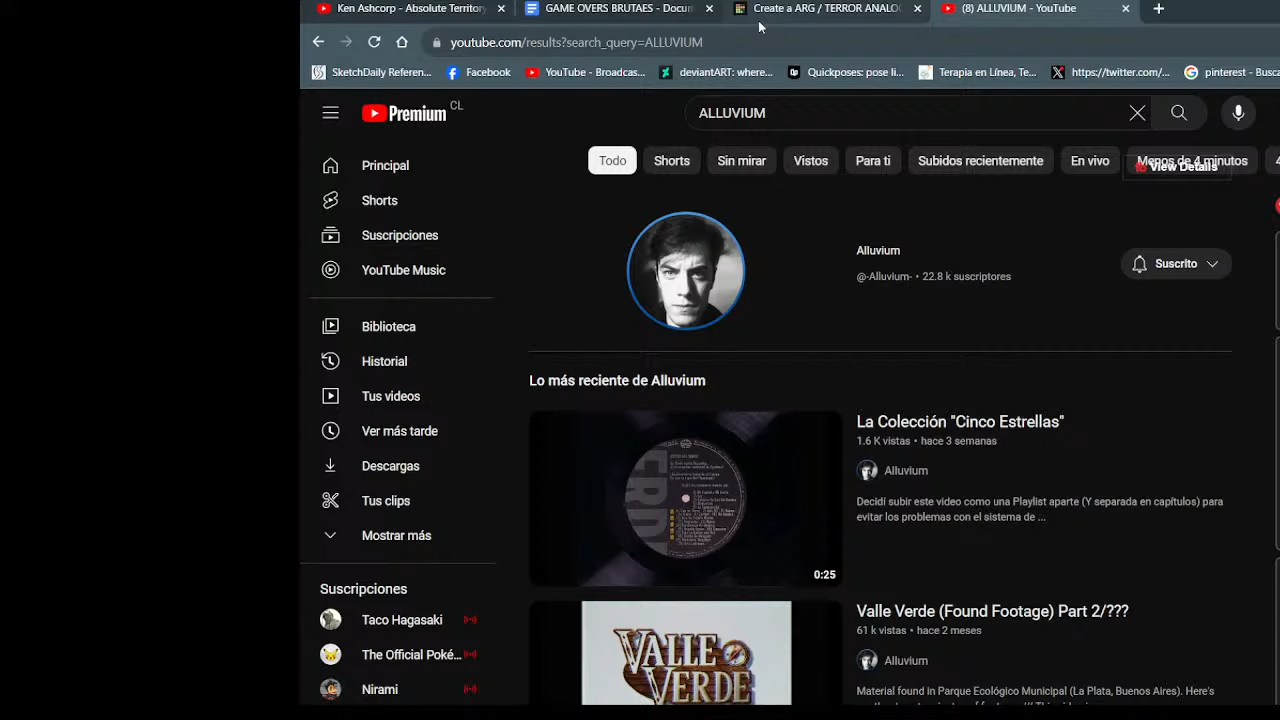 Ken Ashcorp - Absolute Territory
GAME OVERS BRUTAES - Docum
Create a ARG / TERROR ANALOG
(8) ALLUVIUM - YouTube
youtube.com/results?search_query=ALLUVIUM
SketchDaily Referen...
Facebook
YouTube - Broadcas...
deviantART: where...
Quickposes: pose li...
Terapia en Línea, Te...
https://twitter.com/...
pinterest - Busca
Premium CL
ALLUVIUM
Todo
Shorts
Sin mirar
Vistos
Para ti
Subidos recientemente
En vivo
Menos de 4 minutos
View Details
Principal
Shorts
Suscripciones
YouTube Music
Biblioteca
Historial
Tus videos
Ver más tarde
Descargas
Tus clips
Mostrar más
Suscripciones
Taco Hagasaki
The Official Poké...
Nirami
Alluvium
@-Alluvium- • 22.8 k suscriptores
Suscrito
Lo más reciente de Alluvium
0:25
La Colección "Cinco Estrellas"
1.6 K vistas • hace 3 semanas
Alluvium
Decidí subir este video como una Playlist aparte (Y separada en capítulos) para
evitar los problemas con el sistema de ...
VALLE
VERDE
Valle Verde (Found Footage) Part 2/???
61 k vistas • hace 2 meses
Alluvium
Material found in Parque Ecológico Municipal (La Plata, Buenos Aires). Here's